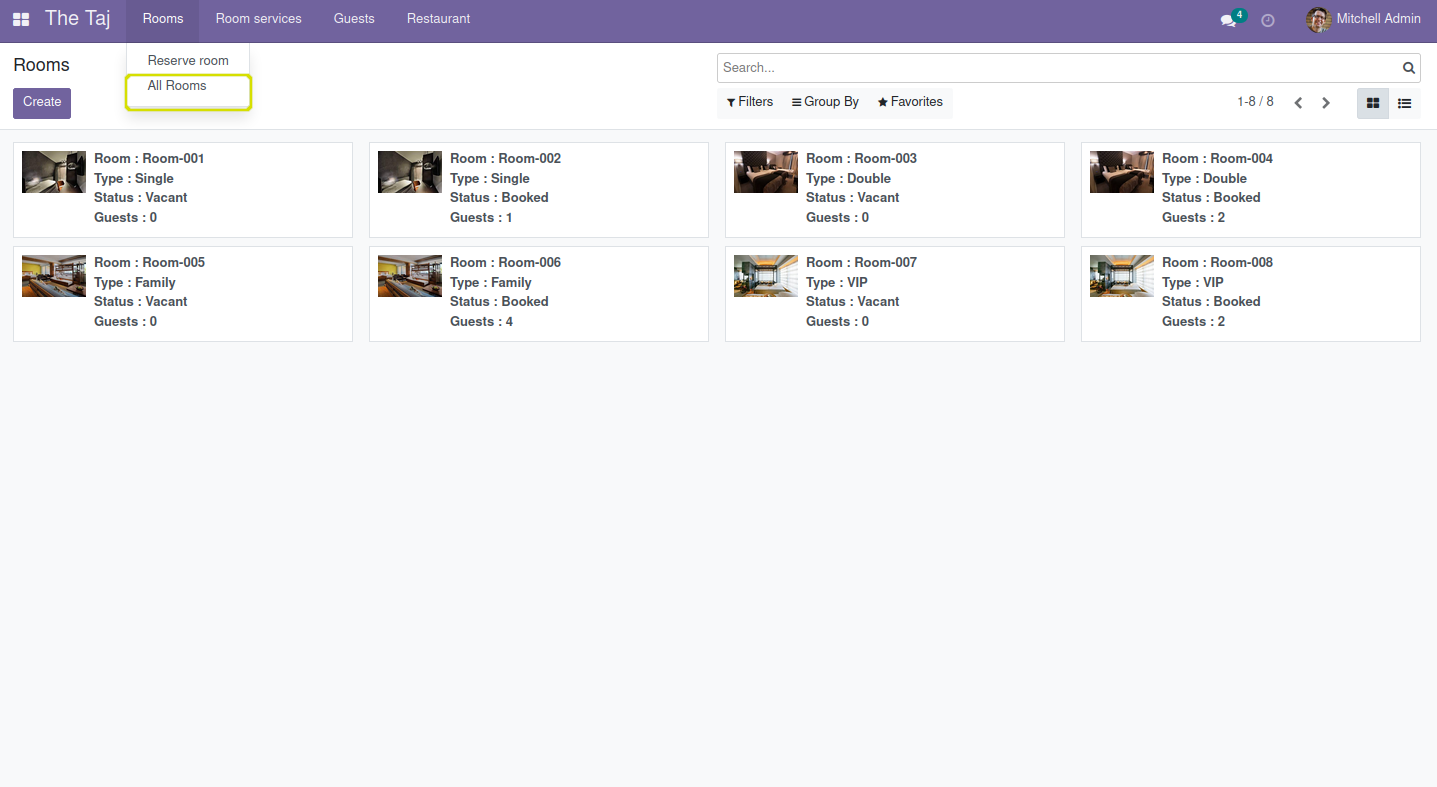 The Taj Rooms Room services Guests Restaurant 4 Mitchell Admin
Reserve room
All Rooms
Rooms
Create
Search...
Filters Group By Favorites 1-8 / 8
Room : Room-001
Type : Single
Status : Vacant
Guests : 0
Room : Room-002
Type : Single
Status : Booked
Guests : 1
Room : Room-003
Type : Double
Status : Vacant
Guests : 0
Room : Room-004
Type : Double
Status : Booked
Guests : 2
Room : Room-005
Type : Family
Status : Vacant
Guests : 0
Room : Room-006
Type : Family
Status : Booked
Guests : 4
Room : Room-007
Type : VIP
Status : Vacant
Guests : 0
Room : Room-008
Type : VIP
Status : Booked
Guests : 2